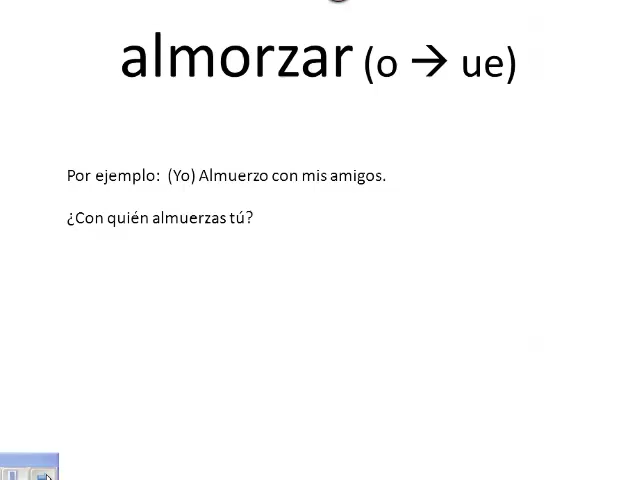 almorzar (o → ue)
Por ejemplo: (Yo) Almuerzo con mis amigos.
¿Con quién almuerzas tú?